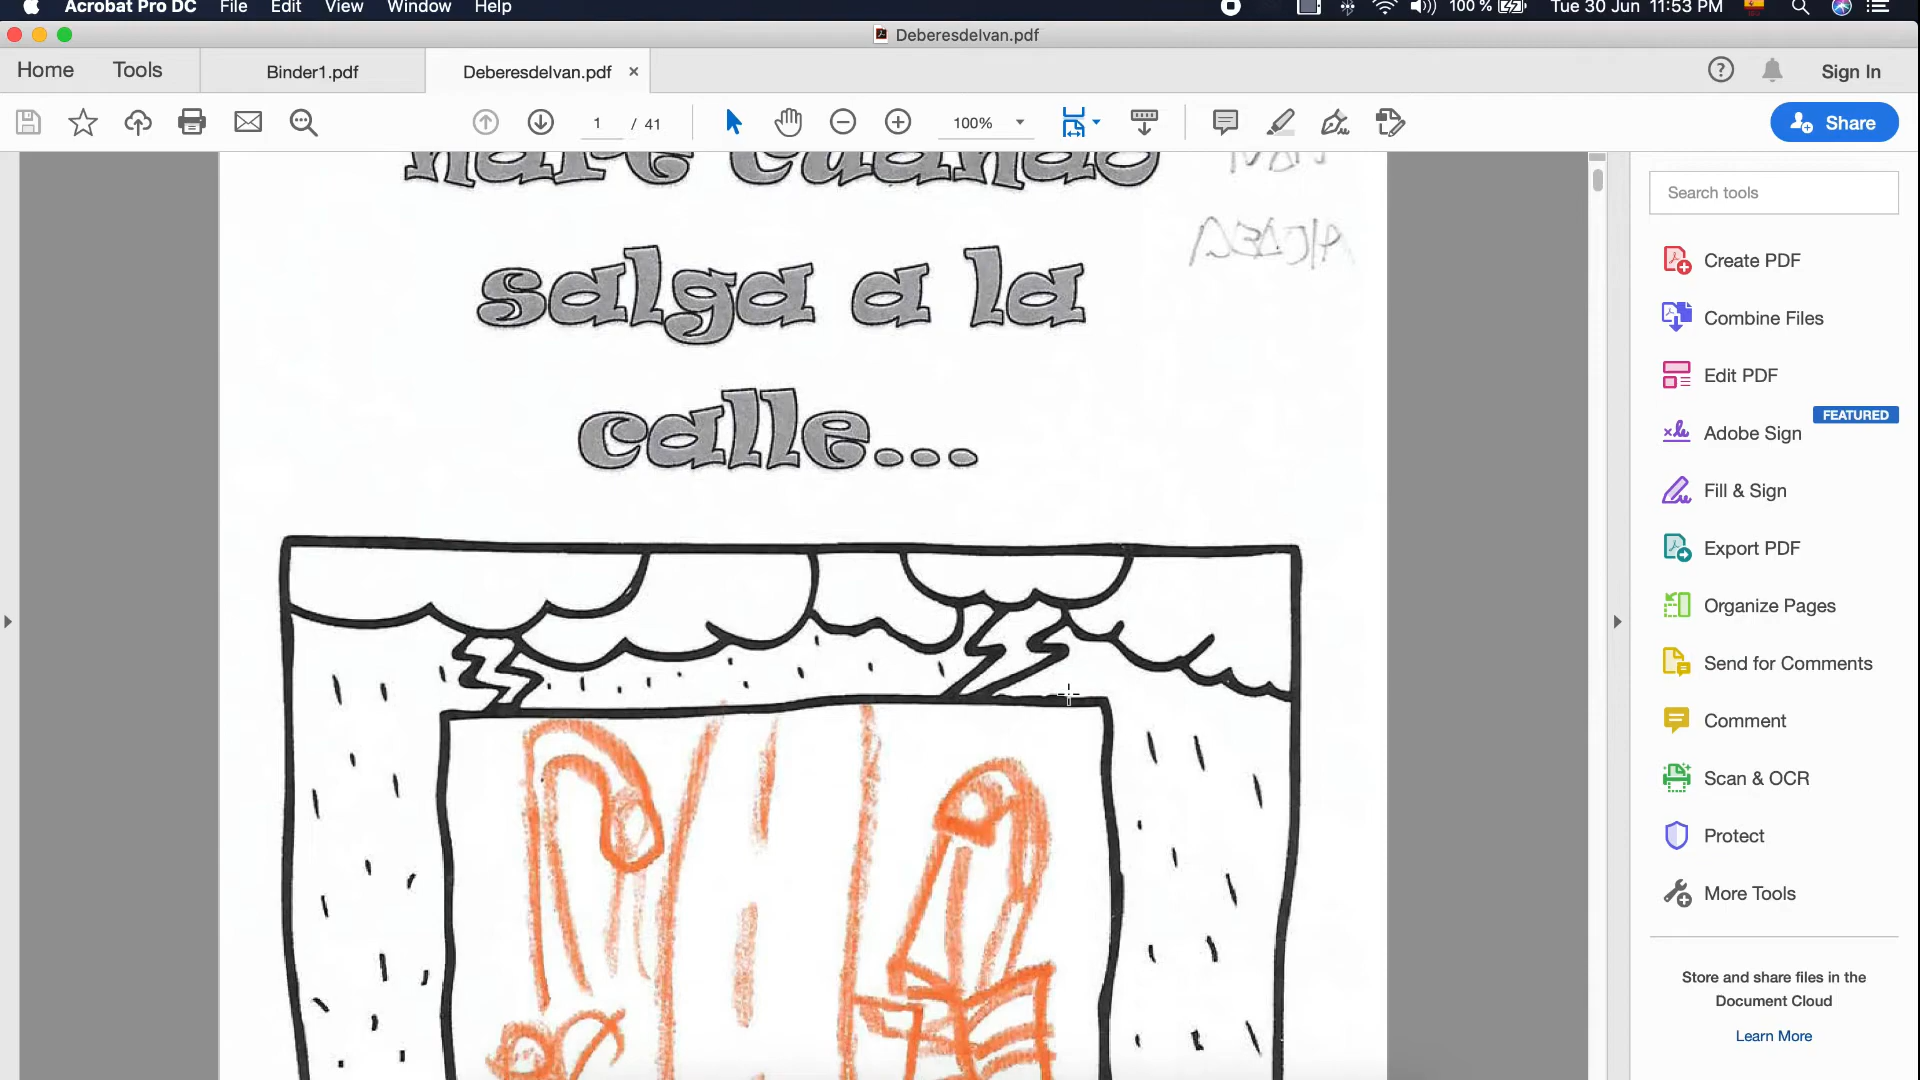 Acrobat Pro DC File Edit View Window Help 100 % Tue 30 Jun 11:53 PM
Deberesdelvan.pdf
Home Tools Binder1.pdf Deberesdelvan.pdf × ? Sign In
1 / 41 100% Share
haré cuando
salga a la
calle...
Search tools
Create PDF
Combine Files
Edit PDF
FEATURED
Adobe Sign
Fill & Sign
Export PDF
Organize Pages
Send for Comments
Comment
Scan & OCR
Protect
More Tools
Store and share files in the
Document Cloud
Learn More